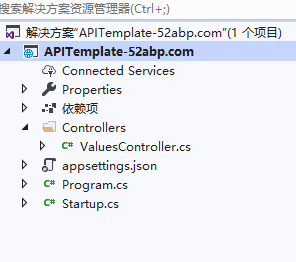 搜索解决方案资源管理器(Ctrl+;)
解决方案"APITemplate-52abp.com"(1 个项目)
APITemplate-52abp.com
Connected Services
Properties
依赖项
Controllers
C# ValuesController.cs
appsettings.json
C# Program.cs
C# Startup.cs